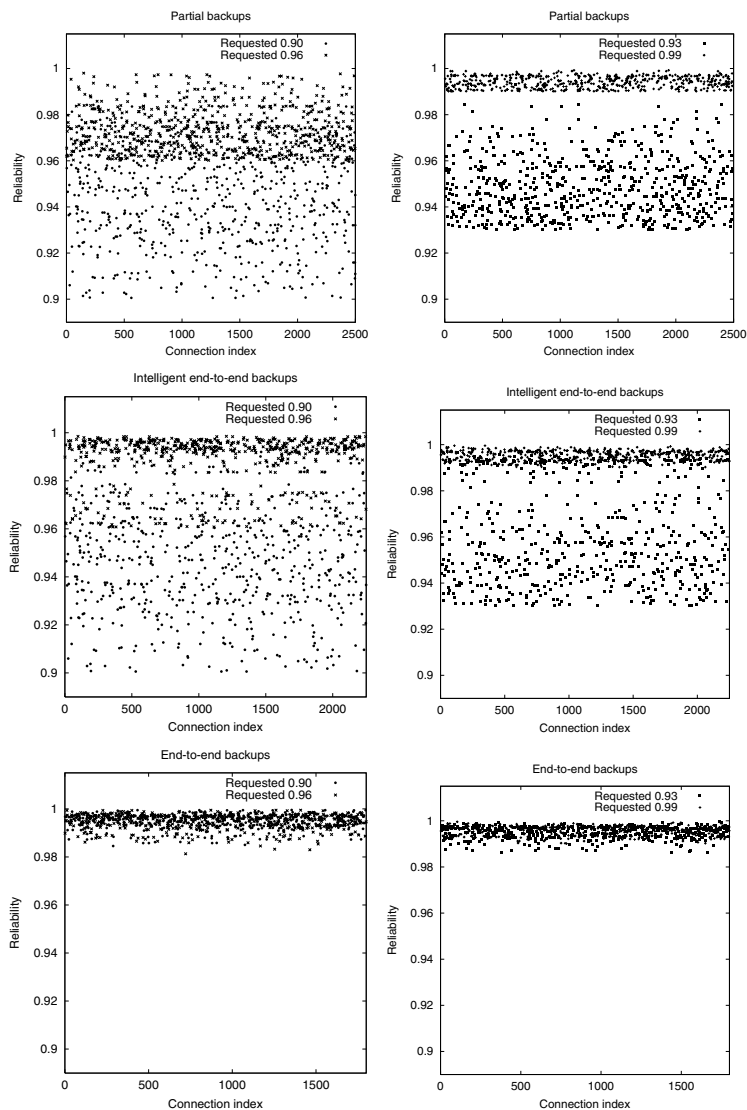 Partial backups
Requested 0.90
Requested 0.96
1
0.98
0.96
0.94
0.92
0.9
Reliability
0 500 1000 1500 2000 2500
Connection index
Partial backups
Requested 0.93
Requested 0.99
1
0.98
0.96
0.94
0.92
0.9
Reliability
0 500 1000 1500 2000 2500
Connection index
Intelligent end-to-end backups
Requested 0.90
Requested 0.96
1
0.98
0.96
0.94
0.92
0.9
Reliability
0 500 1000 1500 2000
Connection index
Intelligent end-to-end backups
Requested 0.93
Requested 0.99
1
0.98
0.96
0.94
0.92
0.9
Reliability
0 500 1000 1500 2000
Connection index
End-to-end backups
Requested 0.90
Requested 0.96
1
0.98
0.96
0.94
0.92
0.9
Reliability
0 500 1000 1500
Connection index
End-to-end backups
Requested 0.93
Requested 0.99
1
0.98
0.96
0.94
0.92
0.9
Reliability
0 500 1000 1500
Connection index